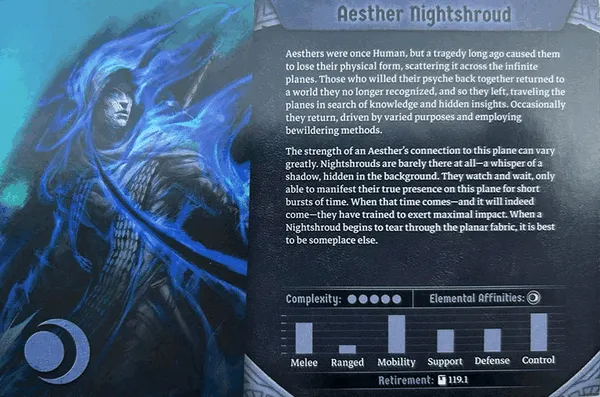 Aesther Nightshroud
Aesthers were once Human, but a tragedy long ago caused them
to lose their physical form, scattering it across the infinite
planes. Those who willed their psyche back together returned to
a world they no longer recognized, and so they left, traveling the
planes in search of knowledge and hidden insights. Occasionally
they return, driven by varied purposes and employing
bewildering methods.
The strength of an Aesther's connection to this plane can vary
greatly. Nightshrouds are barely there at all—a whisper of a
shadow, hidden in the background. They watch and wait, only
able to manifest their true presence on this plane for short
bursts of time. When that time comes—and it will indeed
come—they have trained to exert maximal impact. When a
Nightshroud begins to tear through the planar fabric, it is best
to be someplace else.
Complexity: Elemental Affinities:
Melee Ranged Mobility Support Defense Control
Retirement: 119.1